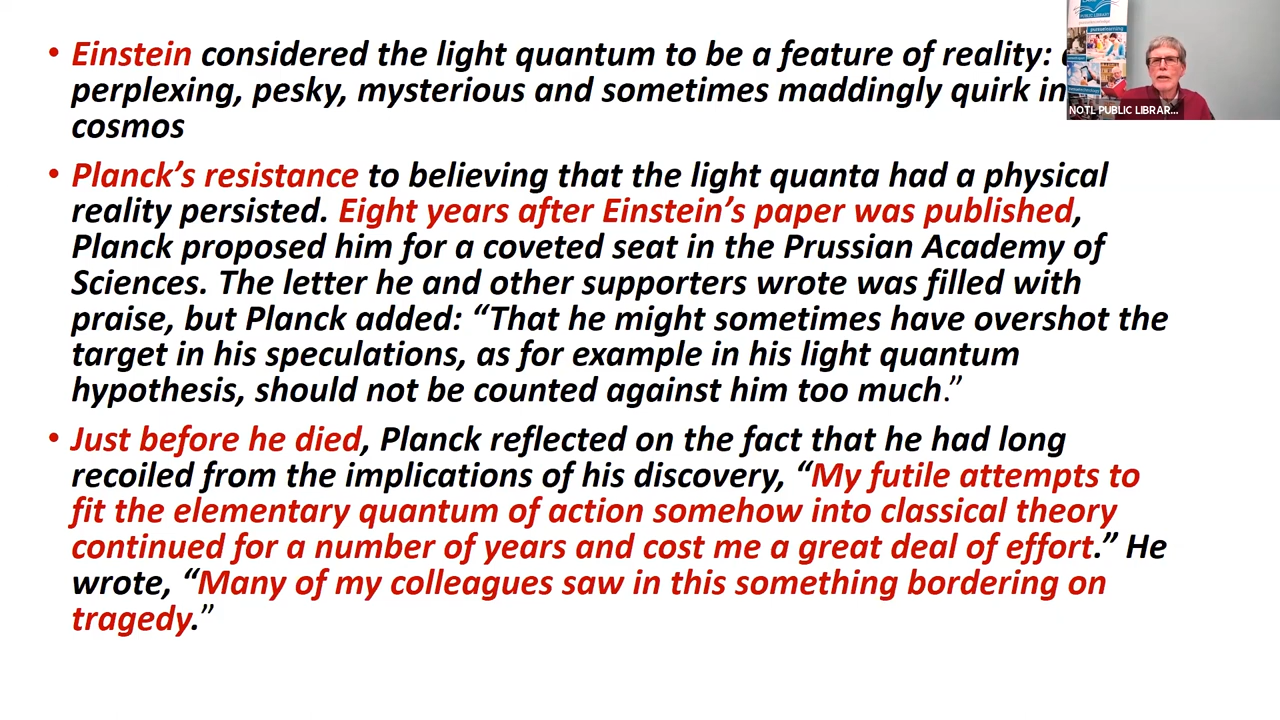 • Einstein considered the light quantum to be a feature of reality:
perplexing, pesky, mysterious and sometimes maddingly quirk in
cosmos
• Planck’s resistance to believing that the light quanta had a physical
reality persisted. Eight years after Einstein’s paper was published,
Planck proposed him for a coveted seat in the Prussian Academy of
Sciences. The letter he and other supporters wrote was filled with
praise, but Planck added: “That he might sometimes have overshot the
target in his speculations, as for example in his light quantum
hypothesis, should not be counted against him too much.”
• Just before he died, Planck reflected on the fact that he had long
recoiled from the implications of his discovery, “My futile attempts to
fit the elementary quantum of action somehow into classical theory
continued for a number of years and cost me a great deal of effort.” He
wrote, “Many of my colleagues saw in this something bordering on
tragedy.”
PUBLIC LIBRARY
NOTL PUBLIC LIBRAR...